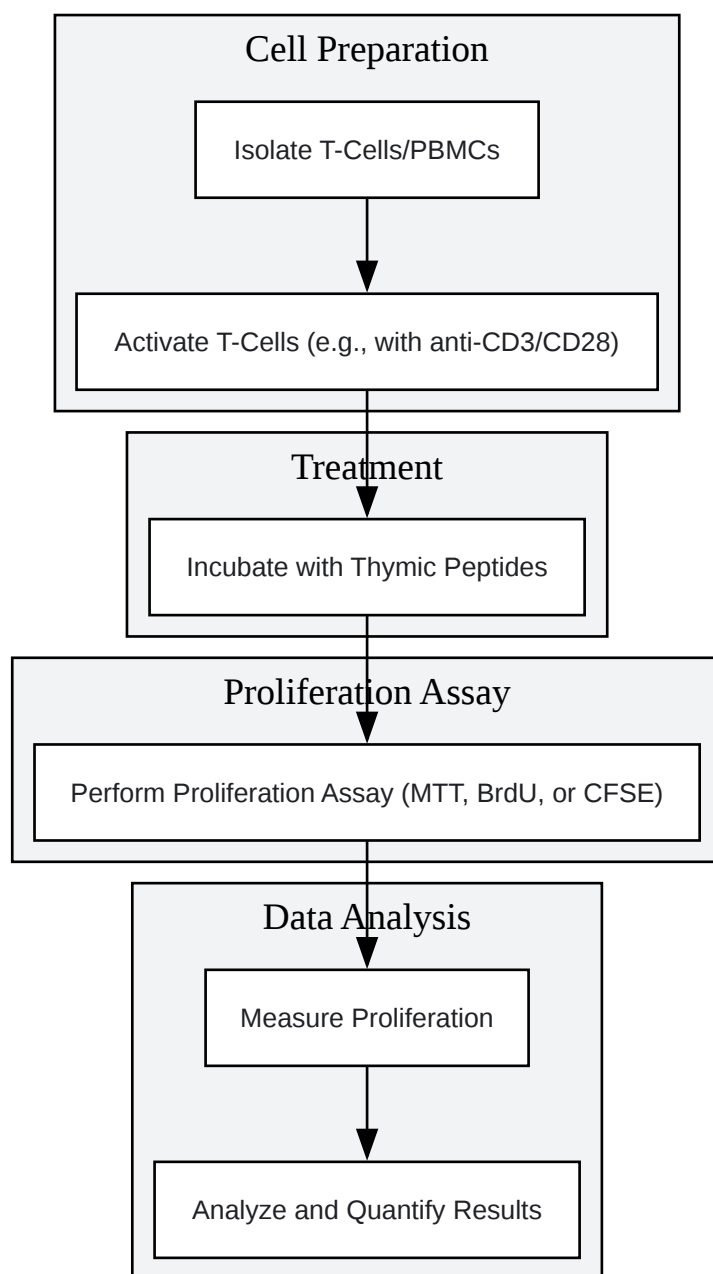 Cell Preparation
Isolate T-Cells/PBMCs
Activate T-Cells (e.g., with anti-CD3/CD28)
Treatment
Incubate with Thymic Peptides
Proliferation Assay
Perform Proliferation Assay (MTT, BrdU, or CFSE)
Data Analysis
Measure Proliferation
Analyze and Quantify Results